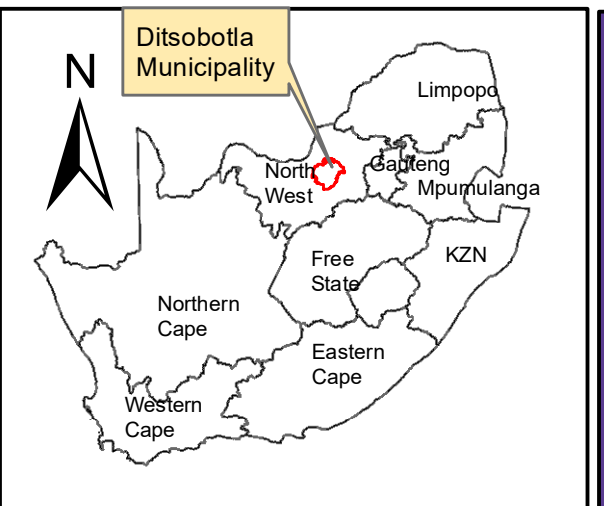 Ditsobotla
Municipality
N
Limpopo
North
West
Gauteng
Mpumulanga
Free
State
KZN
Northern
Cape
Eastern
Cape
Western
Cape